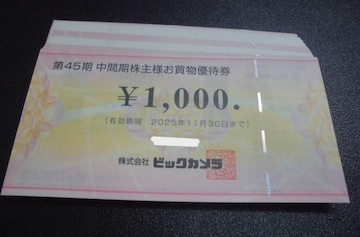 第45期 中間期株主様お買物優待券
¥1,000.
(有効期限 2025年11月30日まで)
株式会社 ビックカメラ